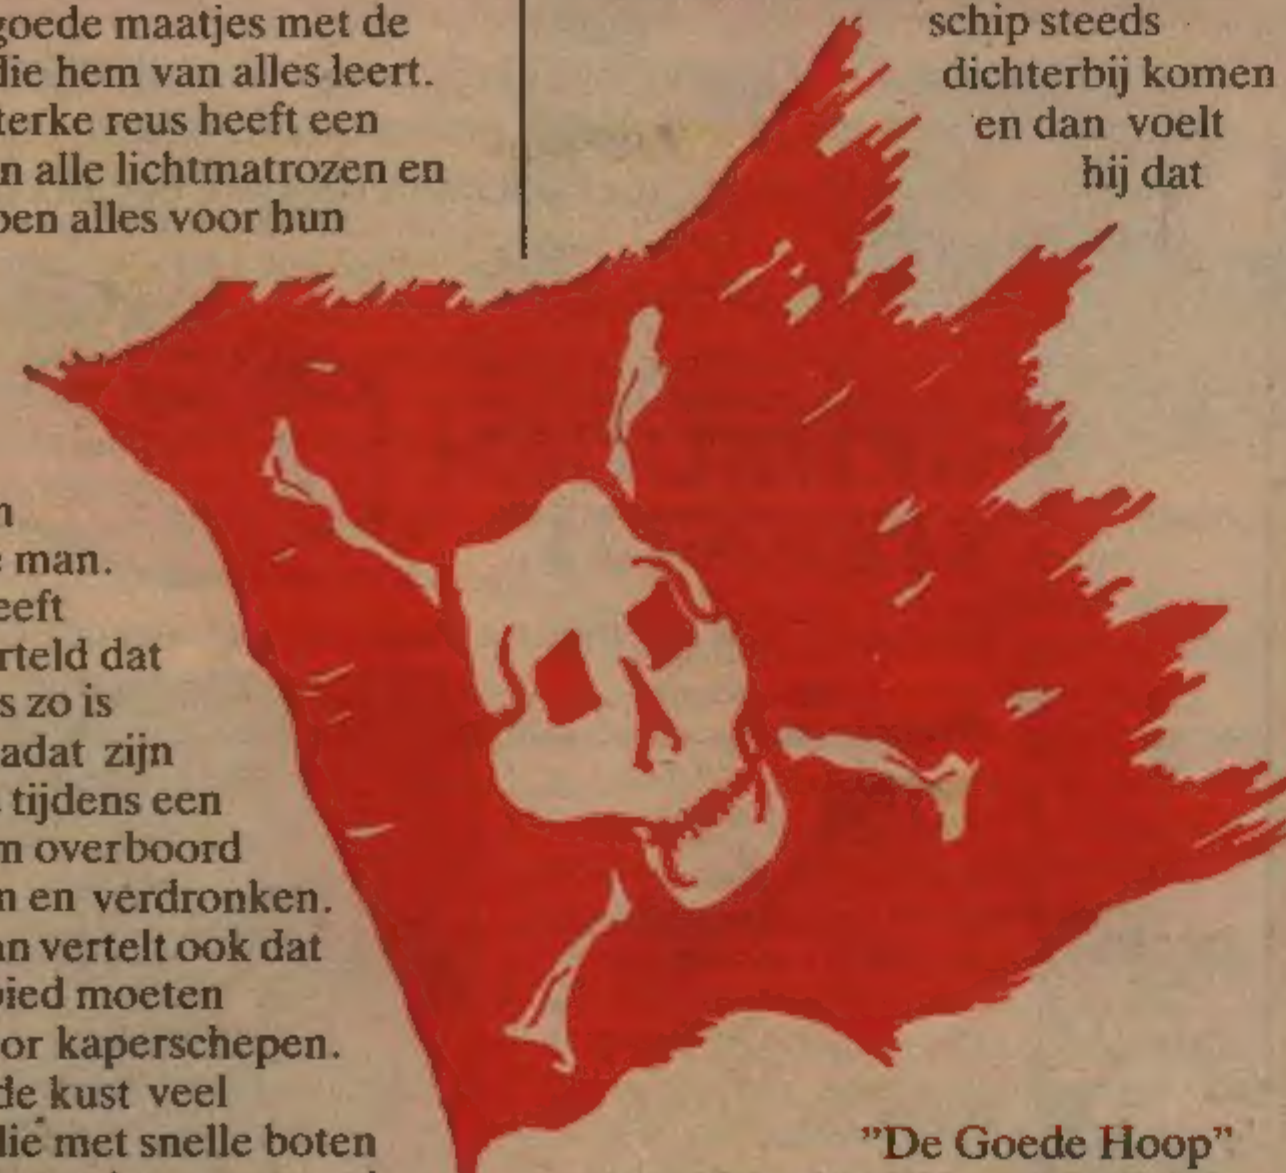 goede maatjes met de
die hem van alles leert.
terke reus heeft een
n alle lichtmatrozen en
pen alles voor hun
n
man.
eeft
rteld dat
s zo is
adat zijn
tijdens een
m overboord
n en verdronken.
an vertelt ook dat
bied moeten
or kaperschepen.
de kust veel
die met snelle boten
schip steeds
dichterbij komen
en dan voelt
hij dat
"De Goede Hoop"